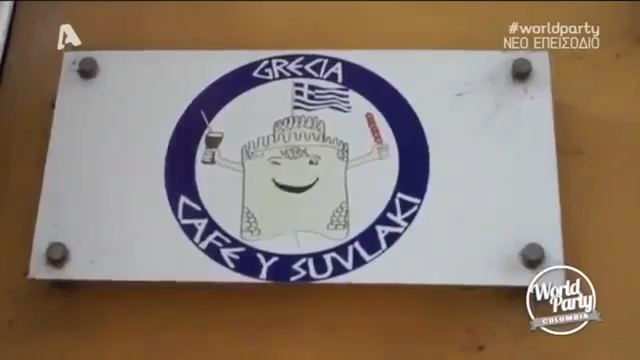 #worldparty
ΝΕΟ ΕΠΕΙΣΟΔΙΟ
GRECIA
CAFE Y SUVLAKI
World
Party
COLOMBIA